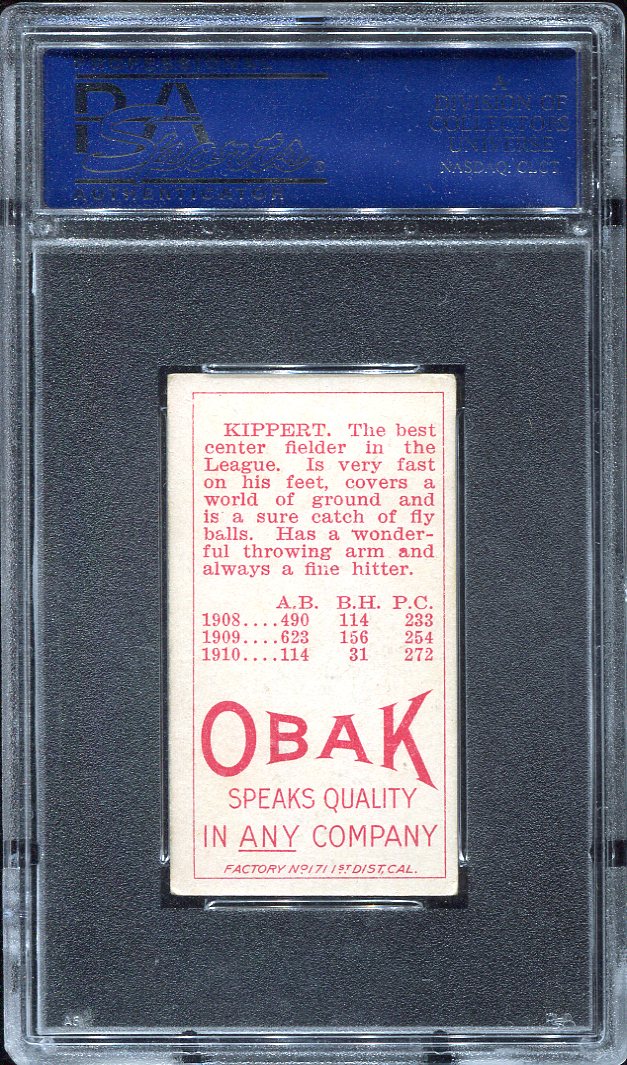 PROFESSIONAL
PSA
Sports
AUTHENTICATOR
A
DIVISION OF
COLLECTORS
UNIVERSE
NASDAQ: CLCT
KIPPERT. The best
center fielder in the
League. Is very fast
on his feet, covers a
world of ground and
is a sure catch of fly
balls. Has a wonder-
ful throwing arm and
always a fine hitter.
A.B. B.H. P.C.
1908....490 114 233
1909....623 156 254
1910....114 31 272
OBAK
SPEAKS QUALITY
IN ANY COMPANY
FACTORY Nº 171 1ST DIST, CAL.